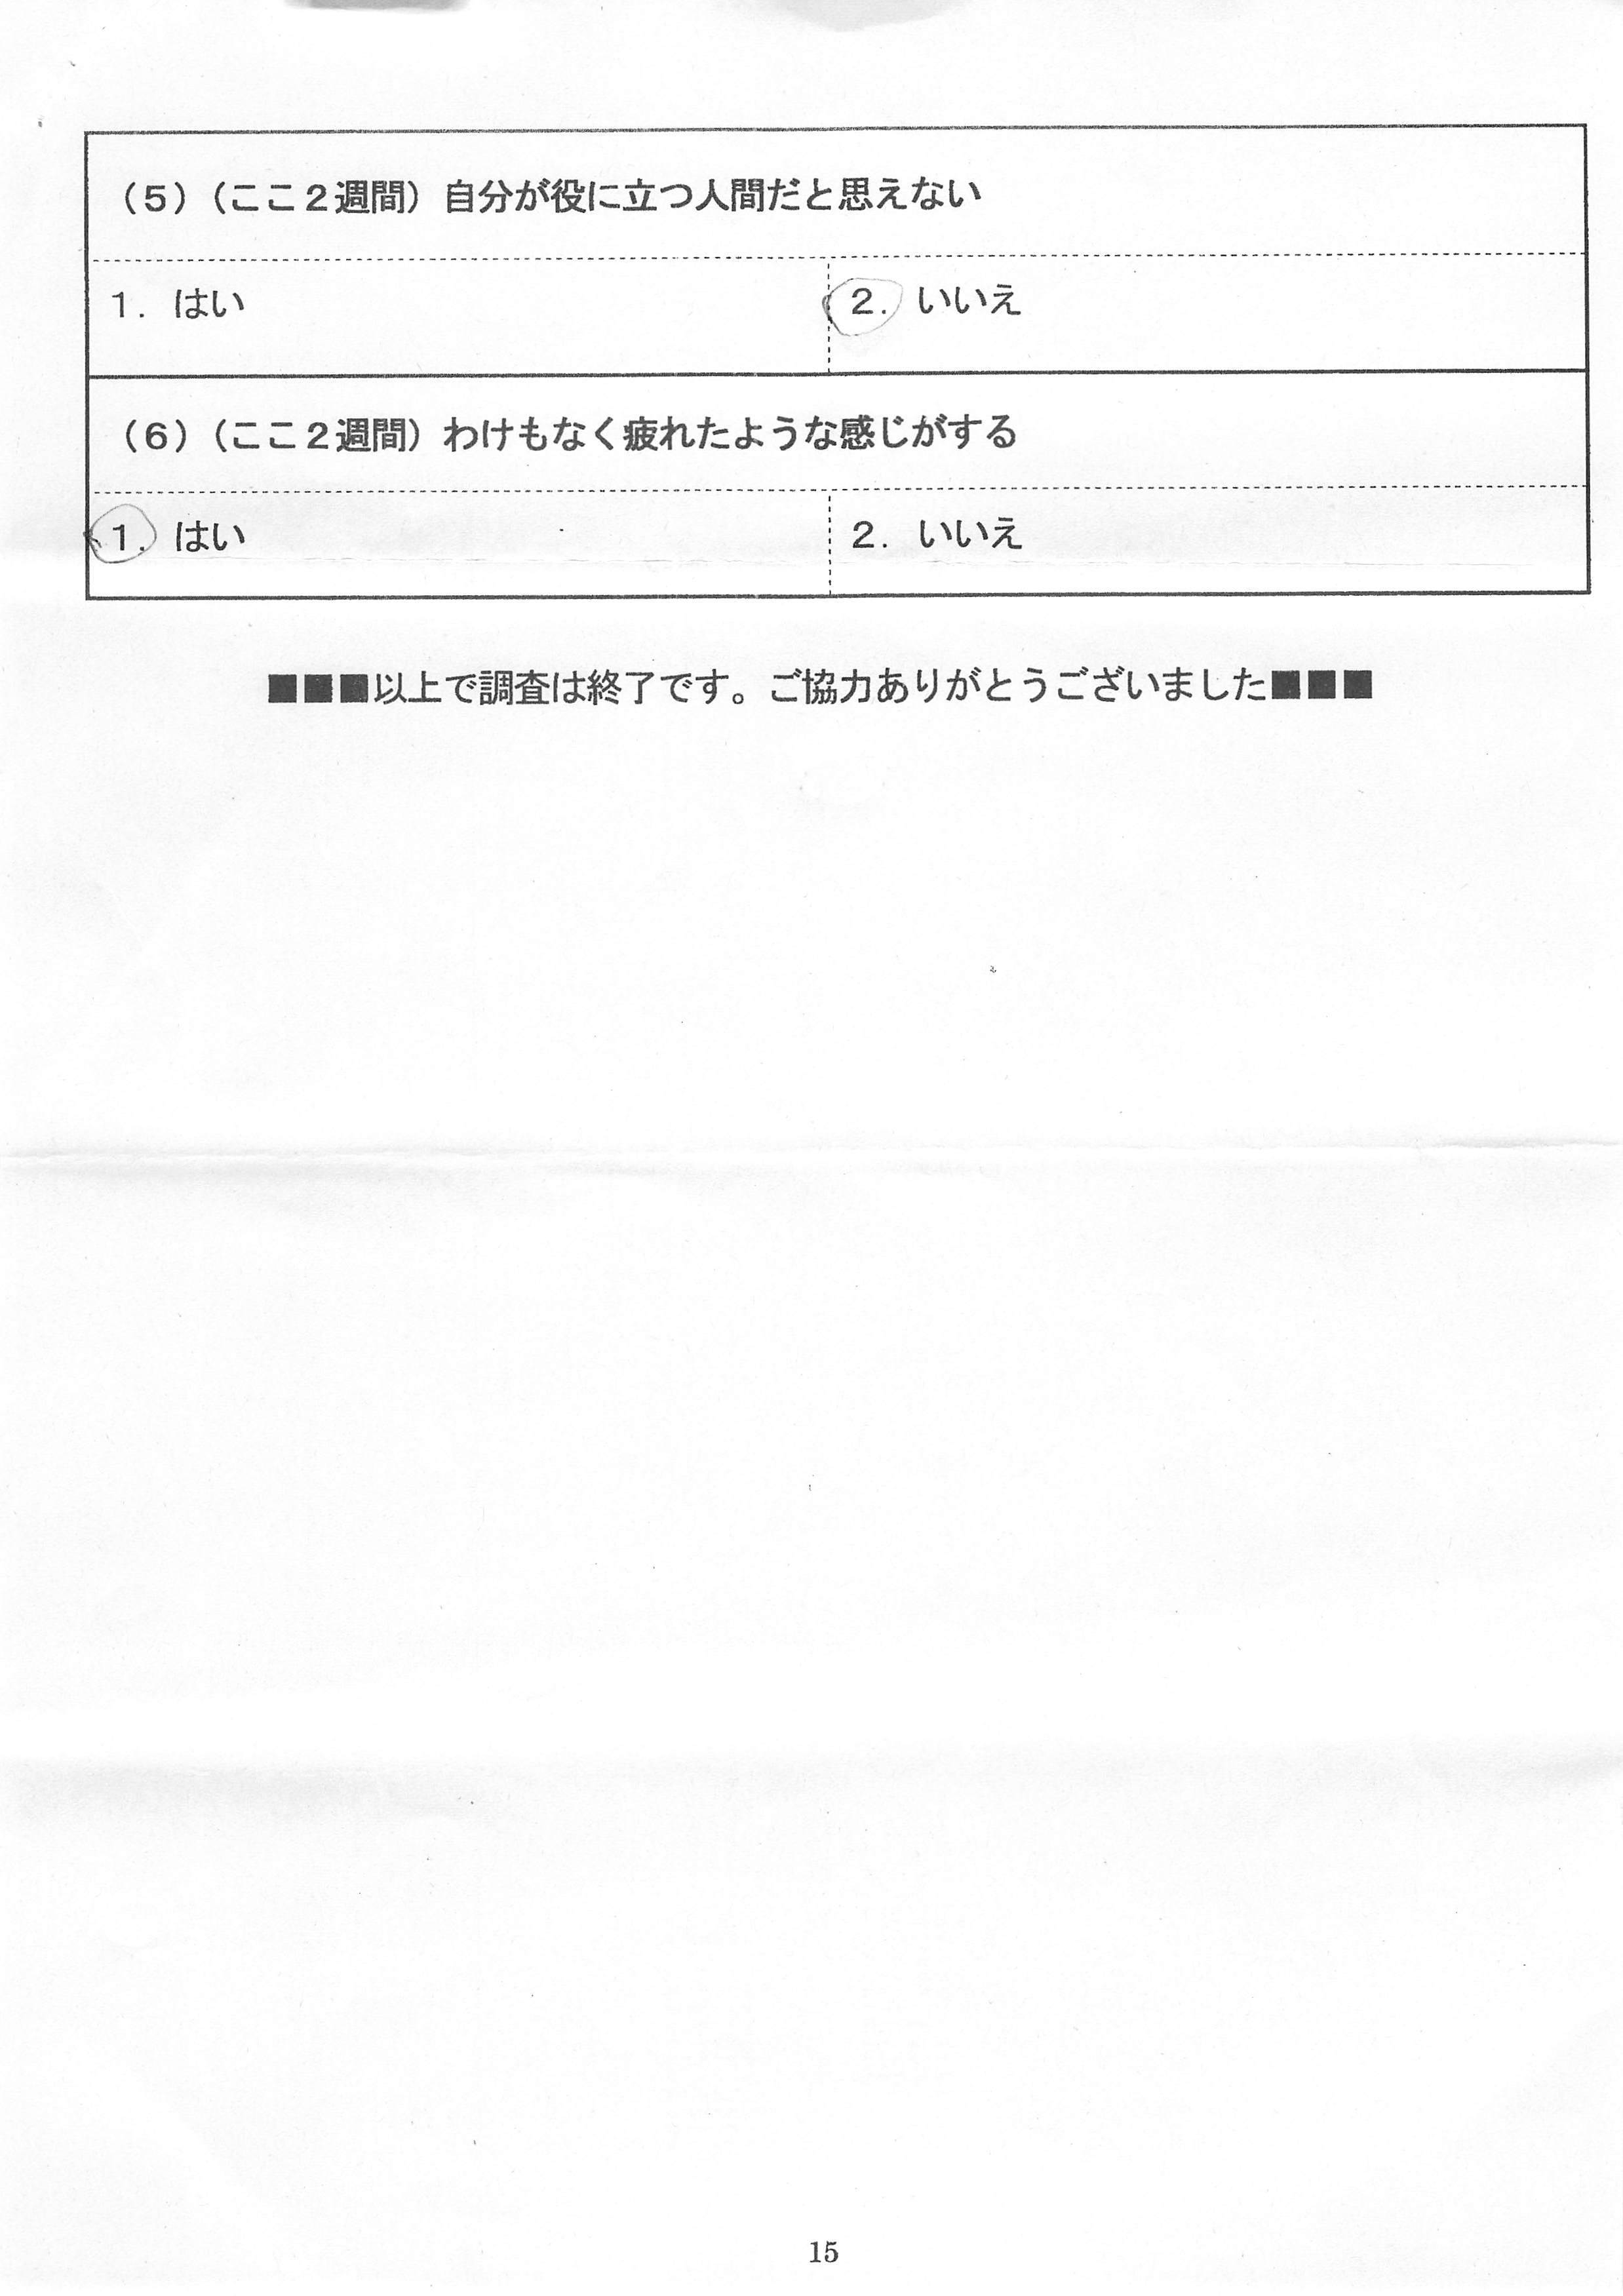 （５）（ここ２週間）自分が役に立つ人間だと思えない
１．はい
２．いいえ
（６）（ここ２週間）わけもなく疲れたような感じがする
１．はい
２．いいえ
■■■以上で調査は終了です。ご協力ありがとうございました■■■
15